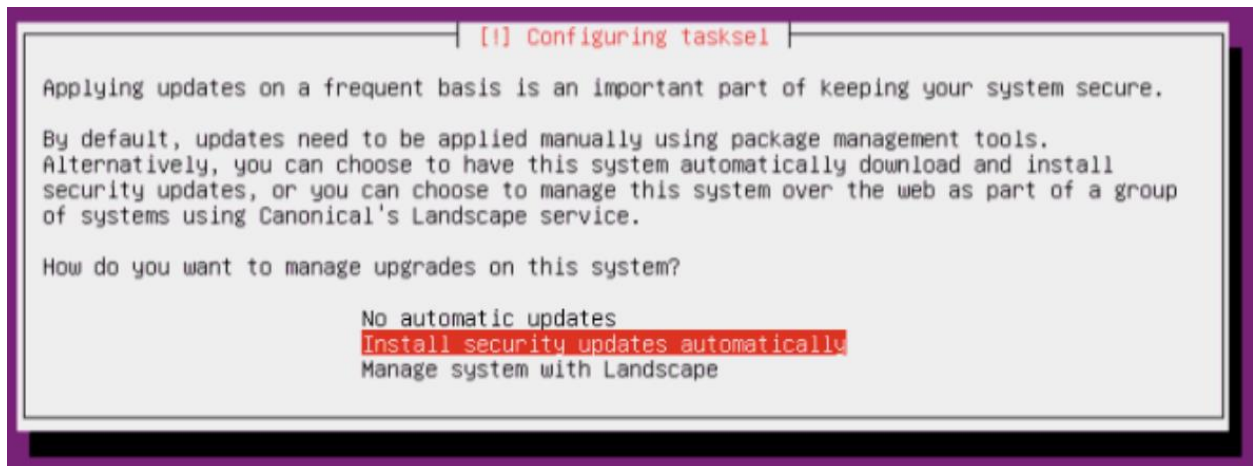 [!] Configuring tasksel
Applying updates on a frequent basis is an important part of keeping your system secure.
By default, updates need to be applied manually using package management tools.
Alternatively, you can choose to have this system automatically download and install
security updates, or you can choose to manage this system over the web as part of a group
of systems using Canonical's Landscape service.
How do you want to manage upgrades on this system?
No automatic updates
Install security updates automatically
Manage system with Landscape